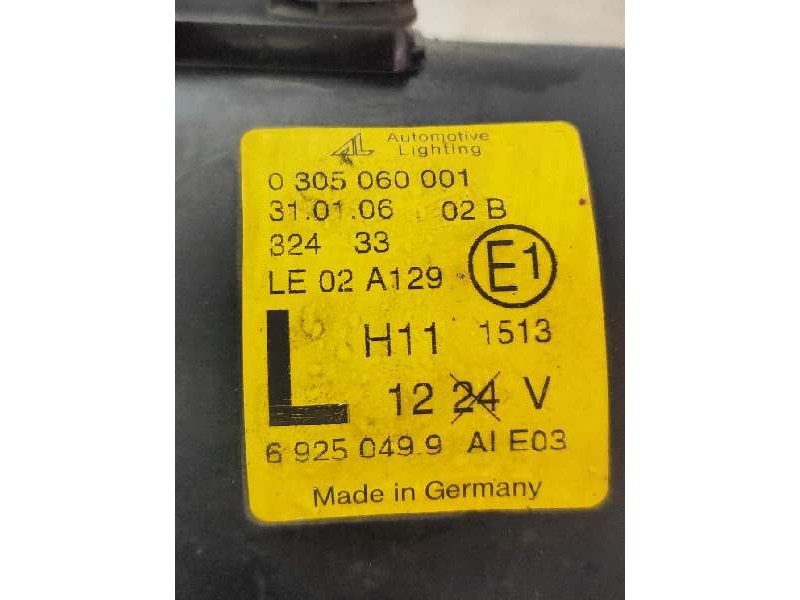 AL Automotive
Lighting
0 305 060 001
31.01.06 02 B
324 33
LE 02 A129 E1
L H11 1513
12 24 V
6 925 049.9 AI E03
Made in Germany